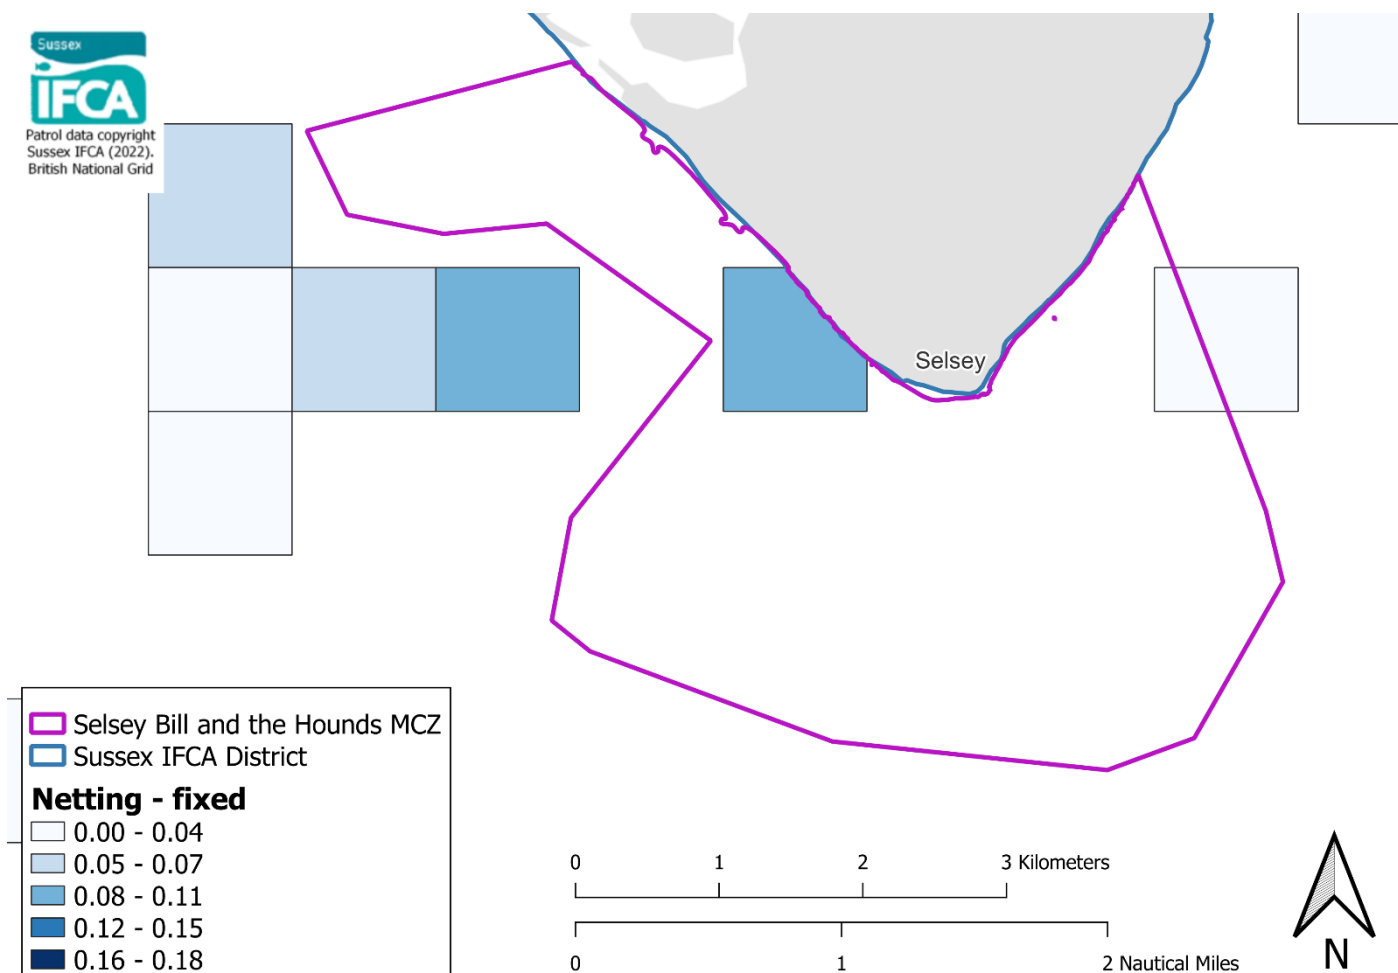 Sussex
IFCA
Patrol data copyright
Sussex IFCA (2022).
British National Grid
Selsey
Selsey Bill and the Hounds MCZ
Sussex IFCA District
Netting - fixed
0.00 - 0.04
0.05 - 0.07
0.08 - 0.11
0.12 - 0.15
0.16 - 0.18
0 1 2 3 Kilometers
0 1 2 Nautical Miles
N